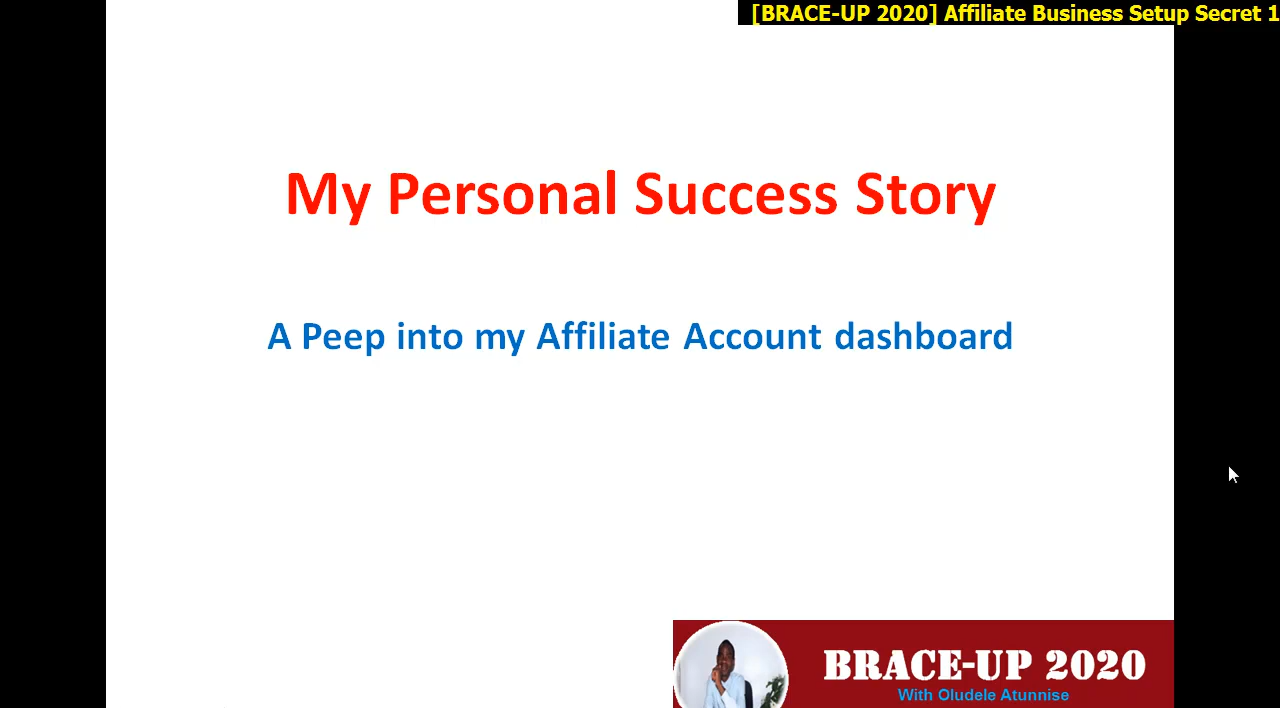 [BRACE-UP 2020] Affiliate Business Setup Secret 1
My Personal Success Story
A Peep into my Affiliate Account dashboard
BRACE-UP 2020
With Oludele Atunnise